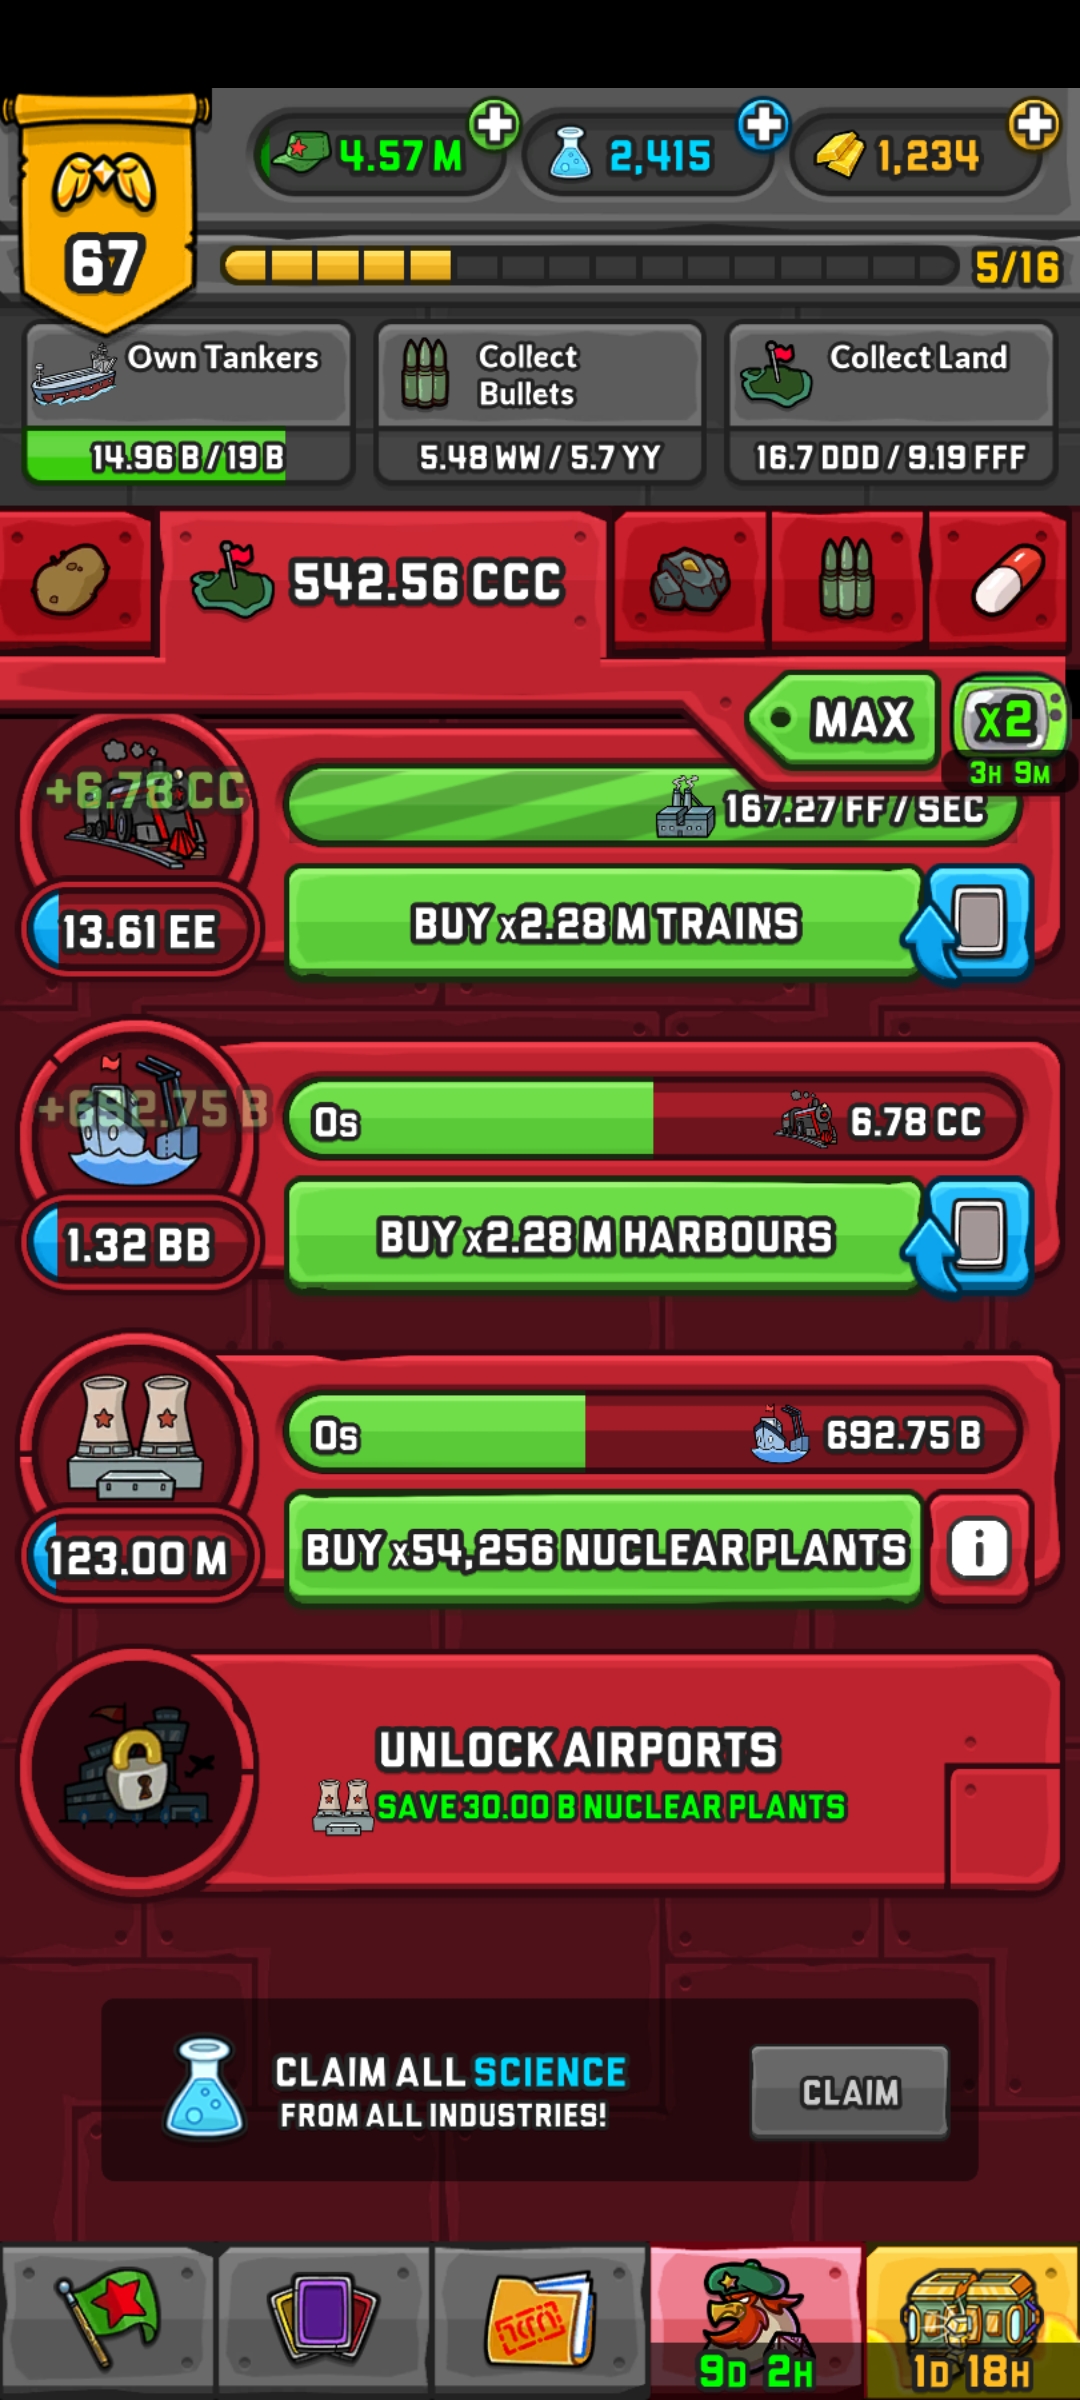 4.57 M
2,415
1,234
67
5/16
Own Tankers
14.96 B / 19 B
Collect
Bullets
5.48 WW / 5.7 YY
Collect Land
16.7 DDD / 9.19 FFF
542.56 CCC
MAX
x2
3H 9M
+6.78 CC
167.27 FF / SEC
13.61 EE
BUY x2.28 M TRAINS
+692.75 B
0s
6.78 CC
1.32 BB
BUY x2.28 M HARBOURS
0s
692.75 B
123.00 M
BUY x54,256 NUCLEAR PLANTS
i
UNLOCK AIRPORTS
SAVE 30.00 B NUCLEAR PLANTS
CLAIM ALL SCIENCE
FROM ALL INDUSTRIES!
CLAIM
9D 2H
1D 18H